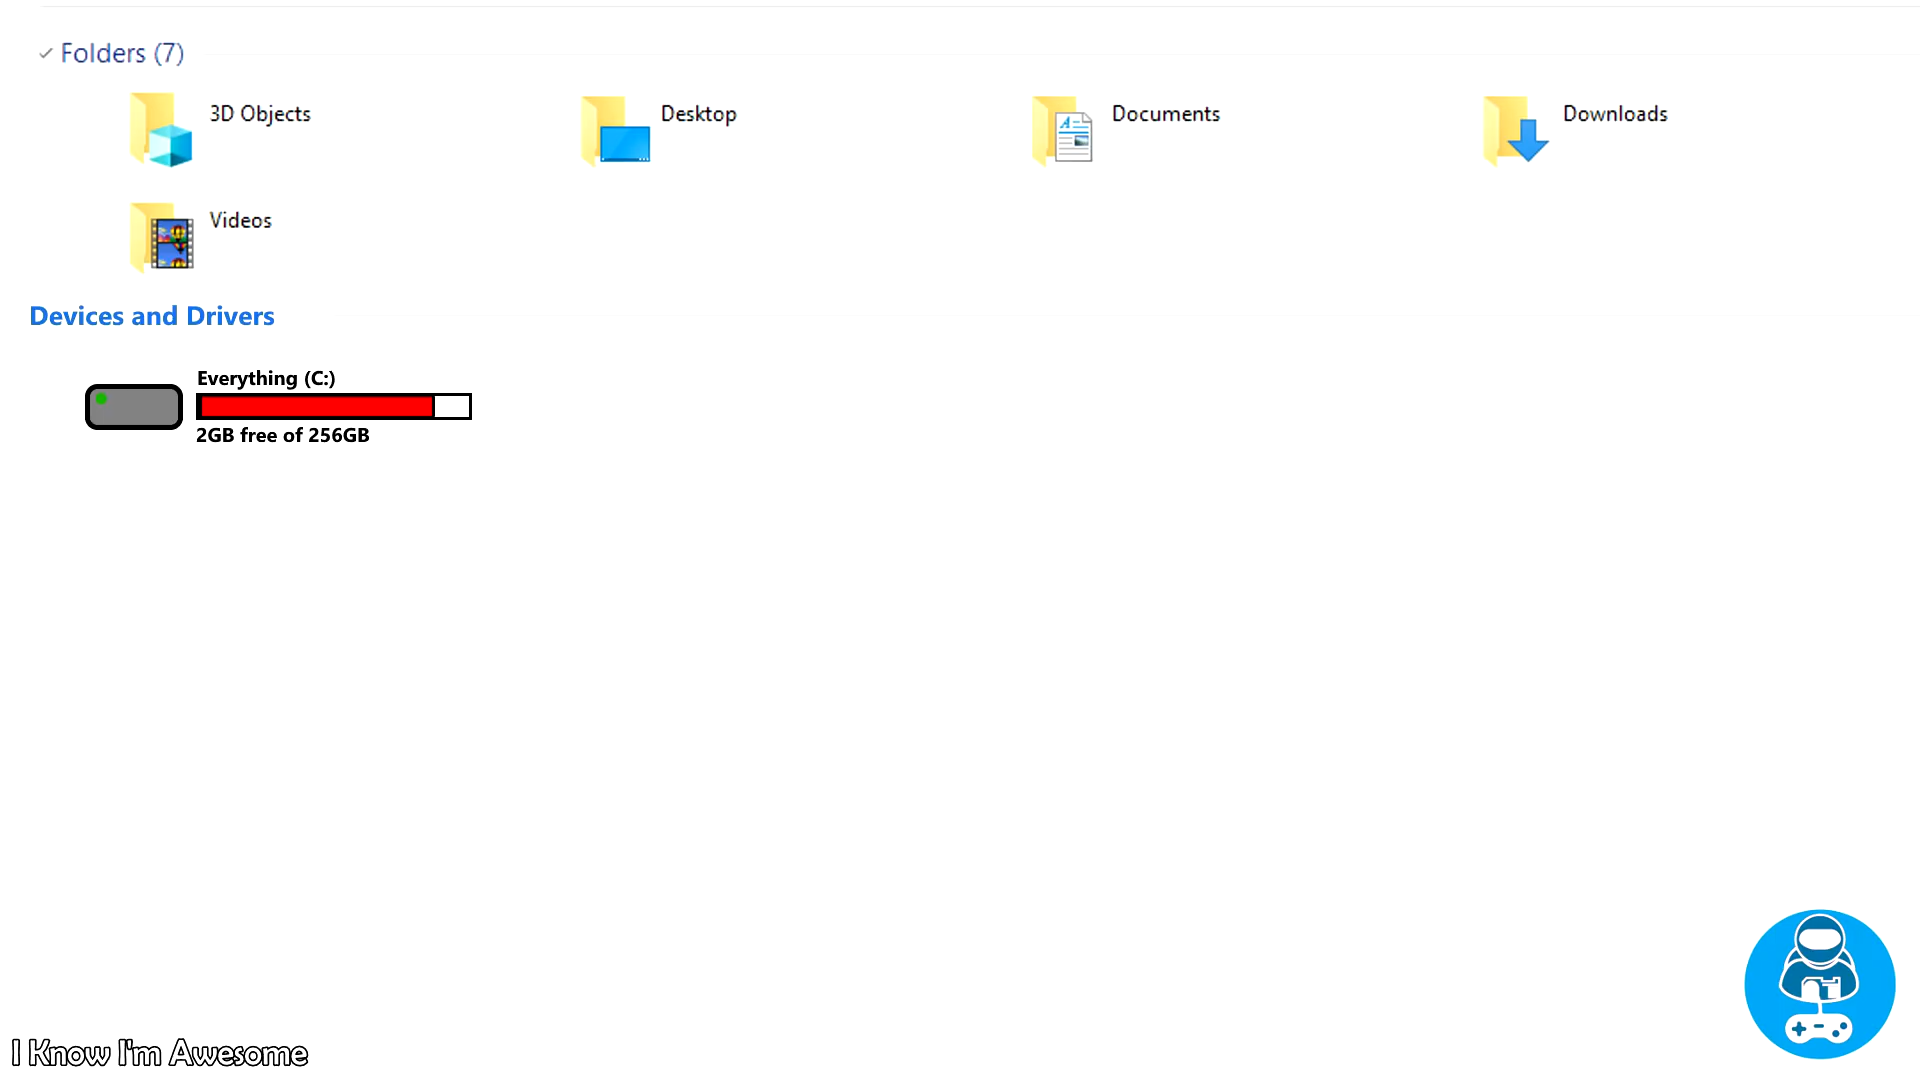 Folders (7)
3D Objects
Desktop
Documents
Downloads
Videos
Devices and Drivers
Everything (C:)
2GB free of 256GB
I Know I'm Awesome